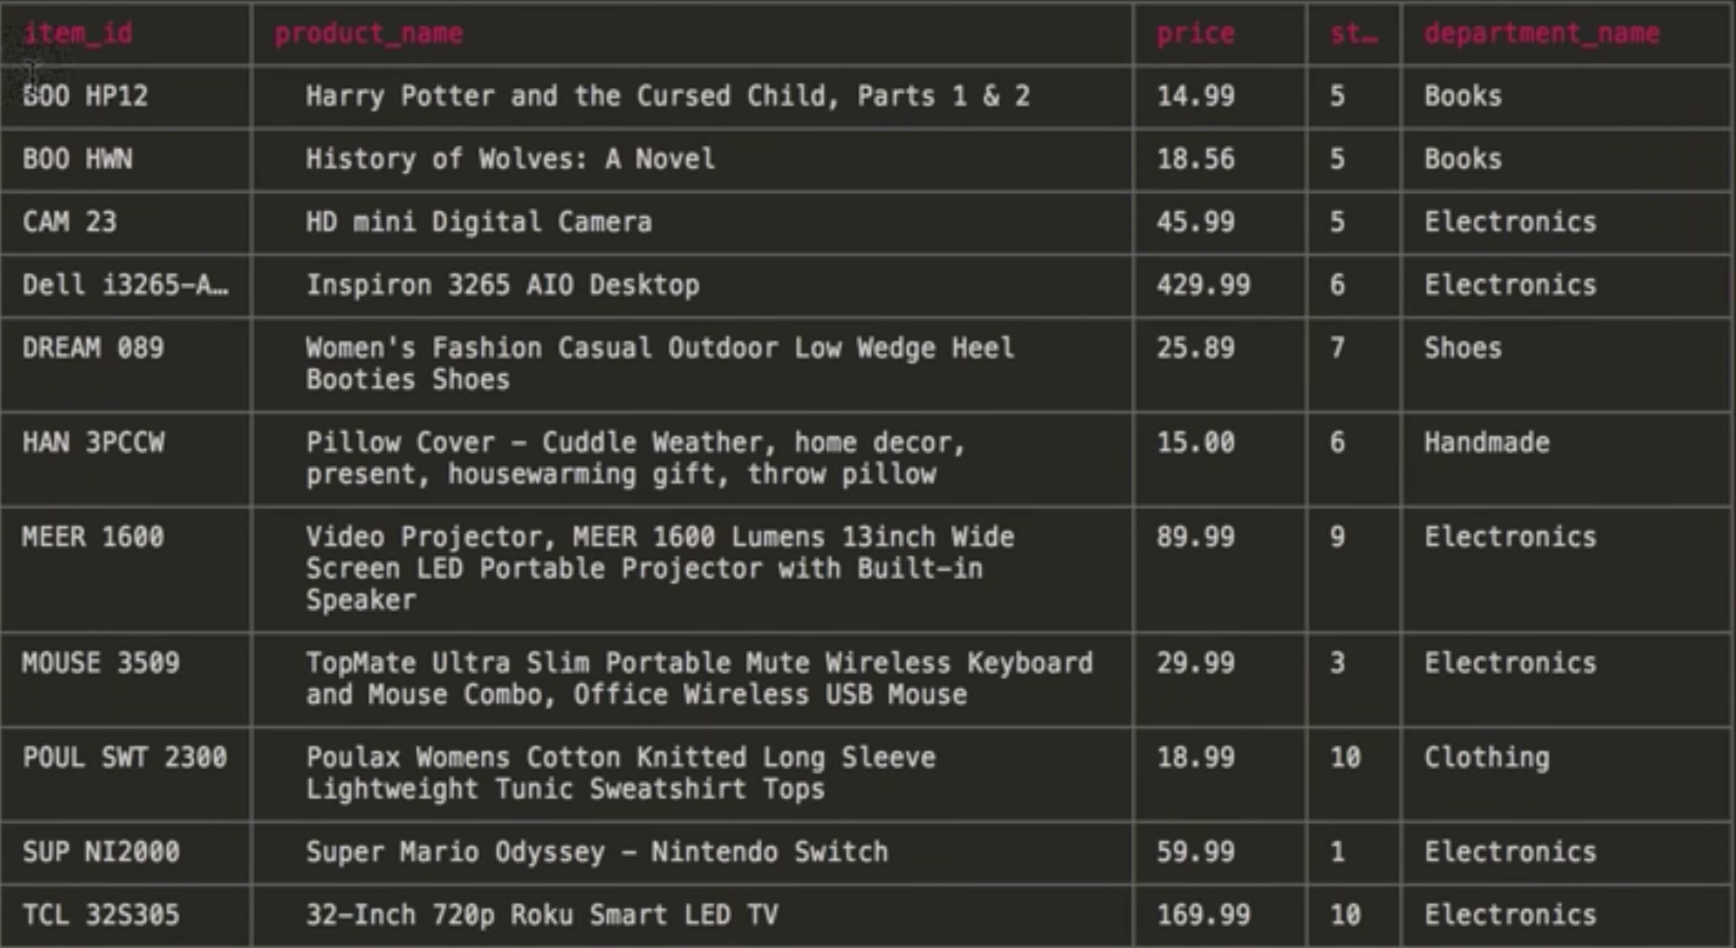 item_id product_name price st… department_name
BOO HP12 Harry Potter and the Cursed Child, Parts 1 & 2 14.99 5 Books
BOO HWN History of Wolves: A Novel 18.56 5 Books
CAM 23 HD mini Digital Camera 45.99 5 Electronics
Dell i3265-A… Inspiron 3265 AIO Desktop 429.99 6 Electronics
DREAM 089 Women's Fashion Casual Outdoor Low Wedge Heel 25.89 7 Shoes
Booties Shoes
HAN 3PCCW Pillow Cover - Cuddle Weather, home decor, 15.00 6 Handmade
present, housewarming gift, throw pillow
MEER 1600 Video Projector, MEER 1600 Lumens 13inch Wide 89.99 9 Electronics
Screen LED Portable Projector with Built-in
Speaker
MOUSE 3509 TopMate Ultra Slim Portable Mute Wireless Keyboard 29.99 3 Electronics
and Mouse Combo, Office Wireless USB Mouse
POUL SWT 2300 Poulax Womens Cotton Knitted Long Sleeve 18.99 10 Clothing
Lightweight Tunic Sweatshirt Tops
SUP NI2000 Super Mario Odyssey - Nintendo Switch 59.99 1 Electronics
TCL 32S305 32-Inch 720p Roku Smart LED TV 169.99 10 Electronics